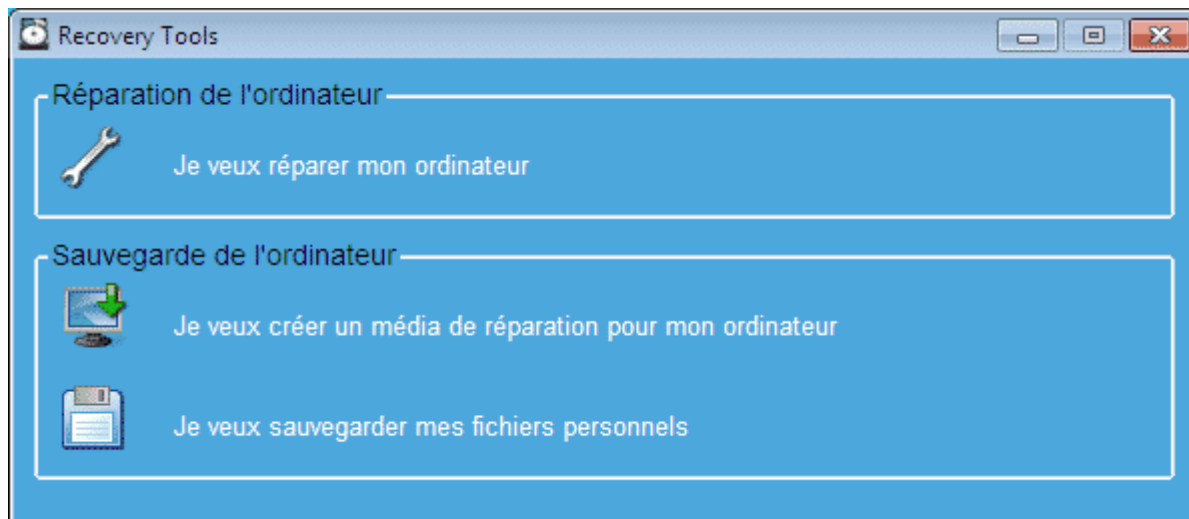 Recovery Tools
Réparation de l'ordinateur
Je veux réparer mon ordinateur
Sauvegarde de l'ordinateur
Je veux créer un média de réparation pour mon ordinateur
Je veux sauvegarder mes fichiers personnels